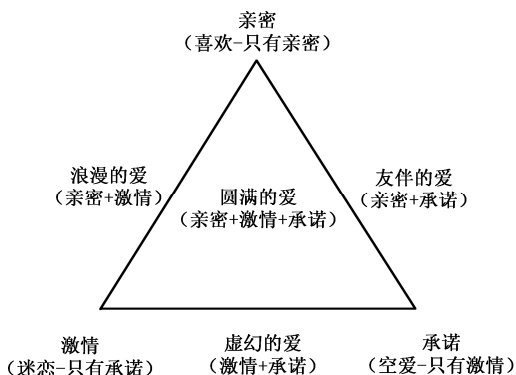 亲密
（喜欢-只有亲密）
浪漫的爱
（亲密+激情）
友伴的爱
（亲密+承诺）
圆满的爱
（亲密+激情+承诺）
激情
（迷恋-只有承诺）
虚幻的爱
（激情+承诺）
承诺
（空爱-只有激情）